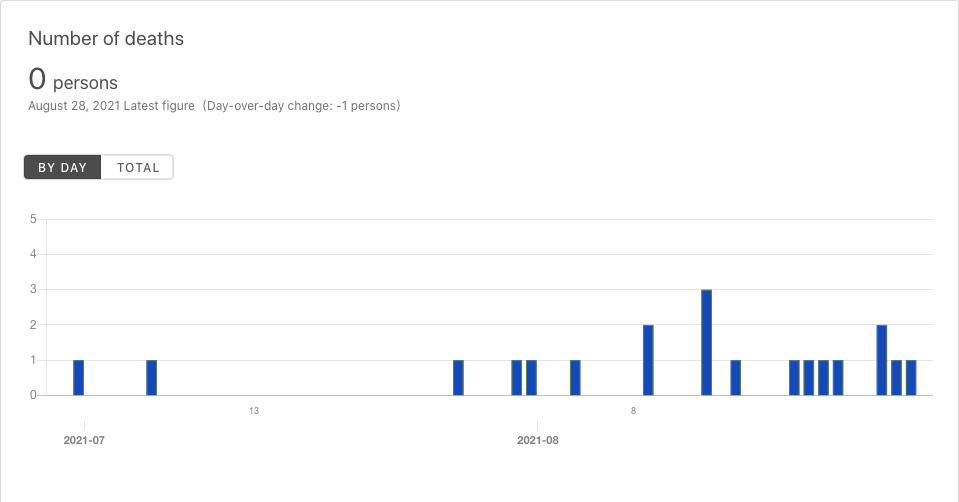 Number of deaths
0 persons
August 28, 2021 Latest figure (Day-over-day change: -1 persons)
BY DAY TOTAL
5
4
3
2
1
0
13 8
2021-07 2021-08